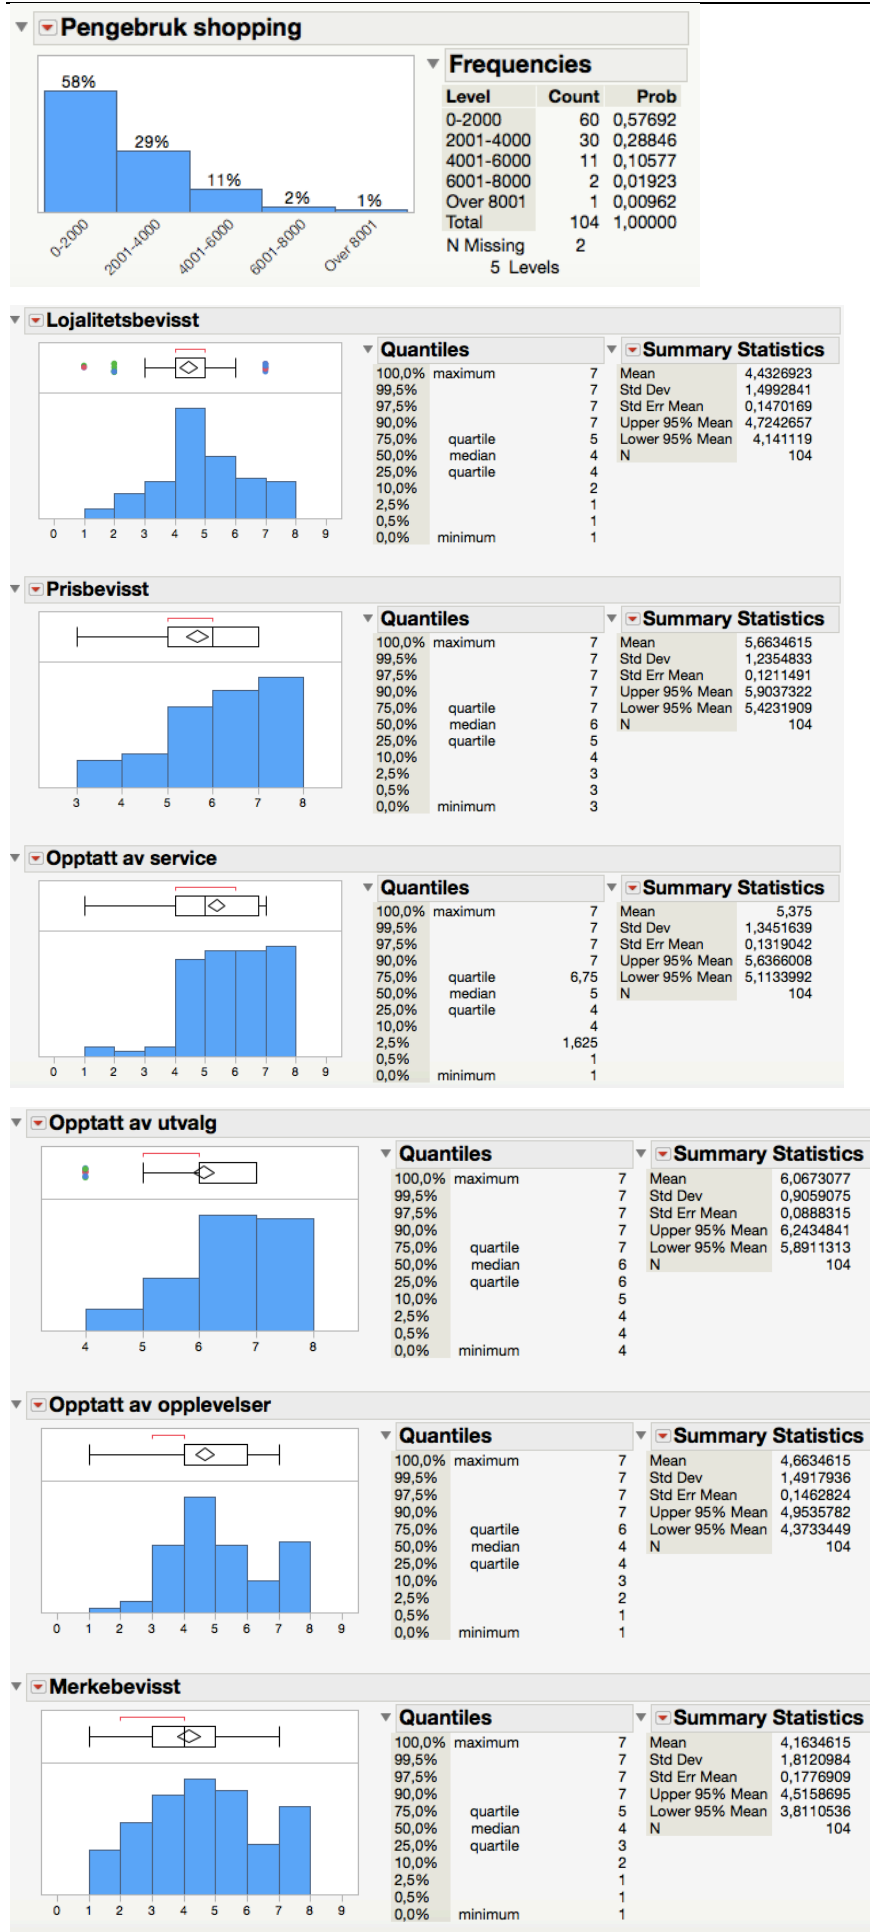 Pengebruk shopping
58%
29%
11%
2%
1%
0-2000
2001-4000
4001-6000
6001-8000
Over 8001
Frequencies
Level Count Prob
0-2000 60 0,57692
2001-4000 30 0,28846
4001-6000 11 0,10577
6001-8000 2 0,01923
Over 8001 1 0,00962
Total 104 1,00000
N Missing 2
5 Levels
Lojalitetsbevisst
0 1 2 3 4 5 6 7 8 9
Quantiles
100,0% maximum 7
99,5% 7
97,5% 7
90,0% 7
75,0% quartile 5
50,0% median 4
25,0% quartile 4
10,0% 2
2,5% 1
0,5% 1
0,0% minimum 1
Summary Statistics
Mean 4,4326923
Std Dev 1,4992841
Std Err Mean 0,1470169
Upper 95% Mean 4,7242657
Lower 95% Mean 4,141119
N 104
Prisbevisst
3 4 5 6 7 8
Quantiles
100,0% maximum 7
99,5% 7
97,5% 7
90,0% 7
75,0% quartile 7
50,0% median 6
25,0% quartile 5
10,0% 4
2,5% 3
0,5% 3
0,0% minimum 3
Summary Statistics
Mean 5,6634615
Std Dev 1,2354833
Std Err Mean 0,1211491
Upper 95% Mean 5,9037322
Lower 95% Mean 5,4231909
N 104
Opptatt av service
0 1 2 3 4 5 6 7 8 9
Quantiles
100,0% maximum 7
99,5% 7
97,5% 7
90,0% 7
75,0% quartile 6,75
50,0% median 5
25,0% quartile 4
10,0% 4
2,5% 1,625
0,5% 1
0,0% minimum 1
Summary Statistics
Mean 5,375
Std Dev 1,3451639
Std Err Mean 0,1319042
Upper 95% Mean 5,6366008
Lower 95% Mean 5,1133992
N 104
Opptatt av utvalg
4 5 6 7 8
Quantiles
100,0% maximum 7
99,5% 7
97,5% 7
90,0% 7
75,0% quartile 7
50,0% median 6
25,0% quartile 6
10,0% 5
2,5% 4
0,5% 4
0,0% minimum 4
Summary Statistics
Mean 6,0673077
Std Dev 0,9059075
Std Err Mean 0,0888315
Upper 95% Mean 6,2434841
Lower 95% Mean 5,8911313
N 104
Opptatt av opplevelser
0 1 2 3 4 5 6 7 8 9
Quantiles
100,0% maximum 7
99,5% 7
97,5% 7
90,0% 7
75,0% quartile 6
50,0% median 4
25,0% quartile 4
10,0% 3
2,5% 2
0,5% 1
0,0% minimum 1
Summary Statistics
Mean 4,6634615
Std Dev 1,4917936
Std Err Mean 0,1462824
Upper 95% Mean 4,9535782
Lower 95% Mean 4,3733449
N 104
Merkebevisst
0 1 2 3 4 5 6 7 8 9
Quantiles
100,0% maximum 7
99,5% 7
97,5% 7
90,0% 7
75,0% quartile 5
50,0% median 4
25,0% quartile 3
10,0% 2
2,5% 1
0,5% 1
0,0% minimum 1
Summary Statistics
Mean 4,1634615
Std Dev 1,8120984
Std Err Mean 0,1776909
Upper 95% Mean 4,5158695
Lower 95% Mean 3,8110536
N 104